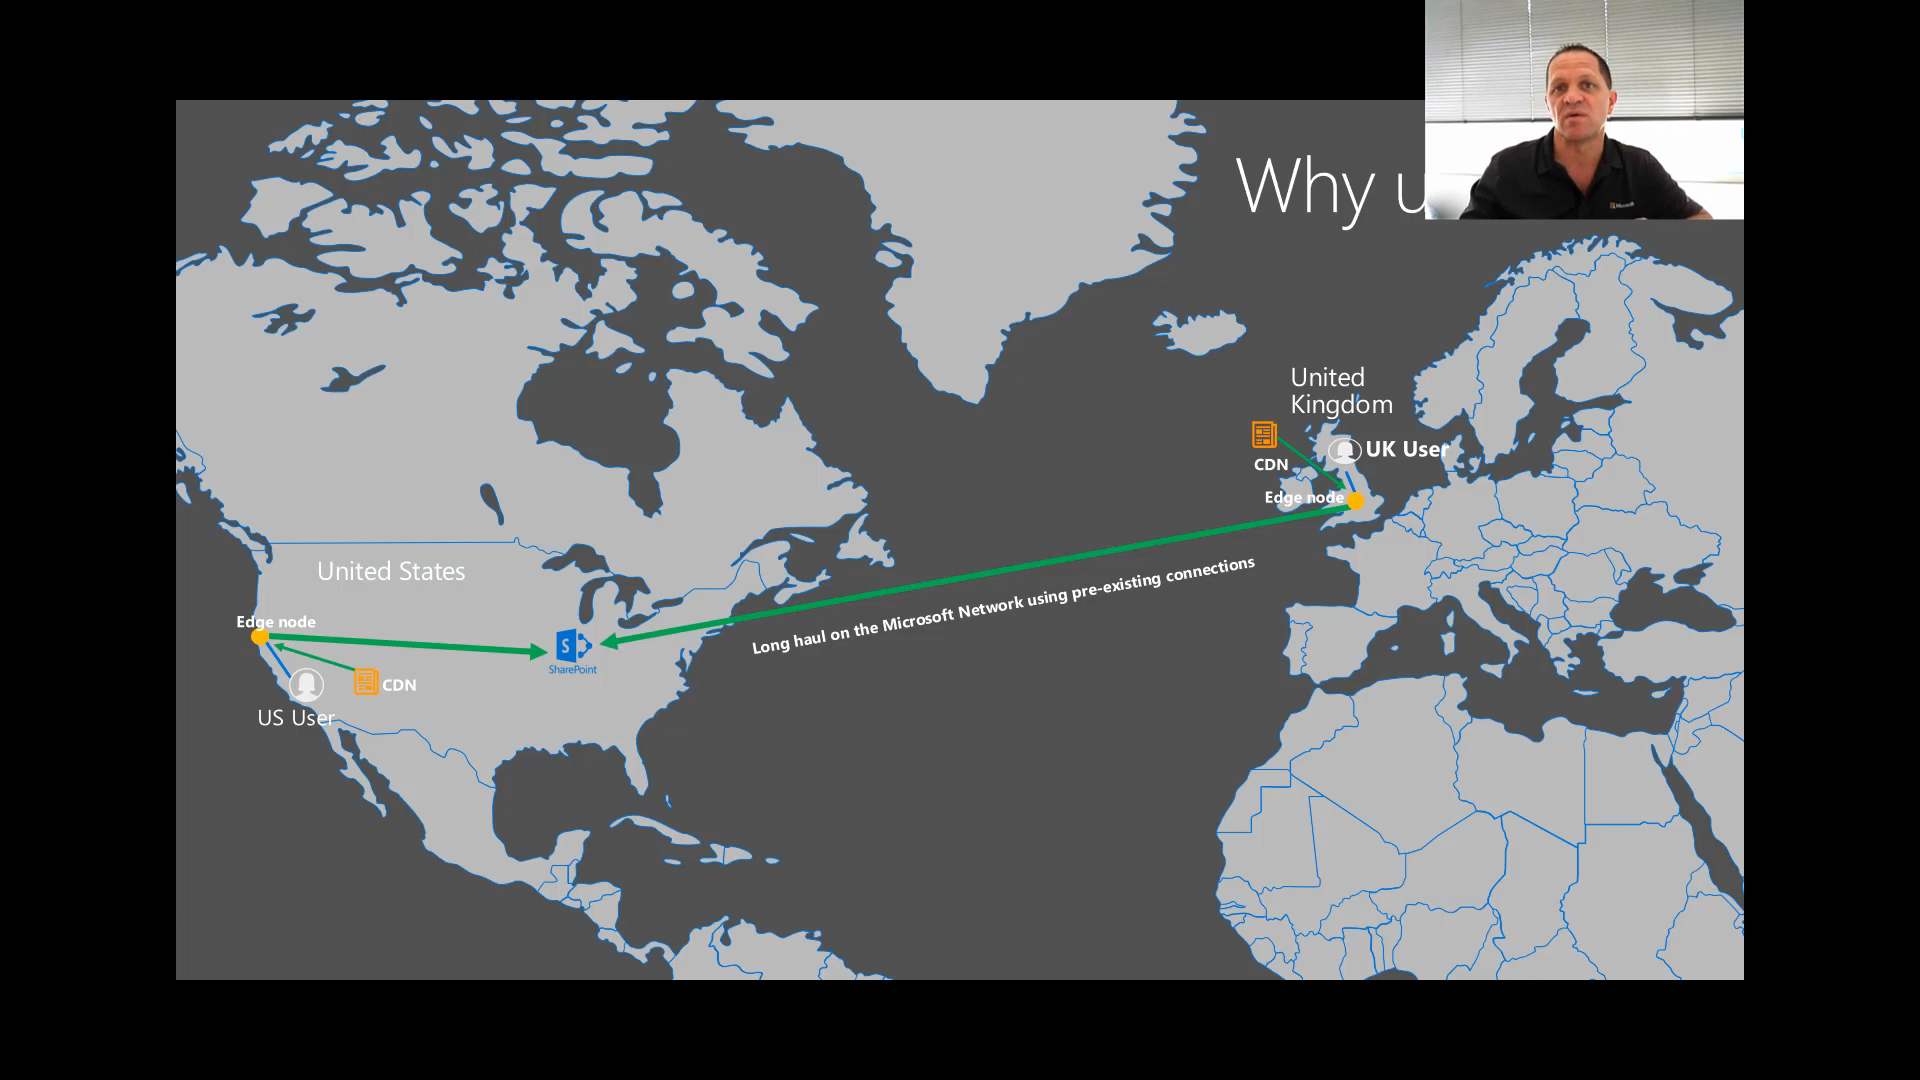 Why u
United
Kingdom
UK User
CDN
Edge node
Long haul on the Microsoft Network using pre-existing connections
United States
Edge node
S
SharePoint
CDN
US User
Microsoft